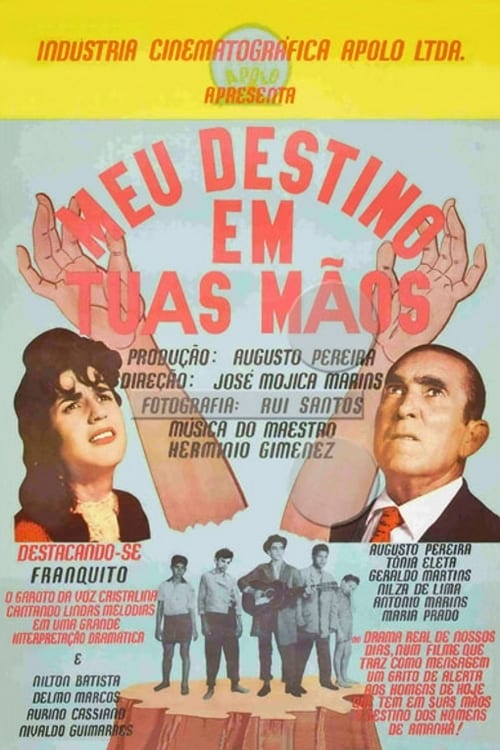 INDÚSTRIA CINEMATOGRÁFICA APOLO LTDA.
APOLO
APRESENTA
MEU DESTINO
EM
TUAS MÃOS
PRODUÇÃO: AUGUSTO PEREIRA
DIREÇÃO: JOSÉ MOJICA MARINS
FOTOGRAFIA: RUI SANTOS
MÚSICA DO MAESTRO
HERMINIO GIMENEZ
DESTACANDO-SE
FRANQUITO
O GAROTO DA VOZ CRISTALINA
CANTANDO LINDAS MELODIAS
EM UMA GRANDE
INTERPRETAÇÃO DRAMÁTICA
E
NILTON BATISTA
DELMO MARCOS
AURINO CASSIANO
NIVALDO GUIMARÃES
AUGUSTO PEREIRA
TÔNIA ELETA
GERALDO MARTINS
NILZA DE LIMA
ANTONIO MARINS
MARIA PRADO
DRAMA REAL DE NOSSOS
DIAS, NUM FILME QUE
TRAZ COMO MENSAGEM
UM GRITO DE ALERTA
AOS HOMENS DE HOJE
QUE TEM EM SUAS MÃOS
O DESTINO DOS HOMENS
DE AMANHÃ!